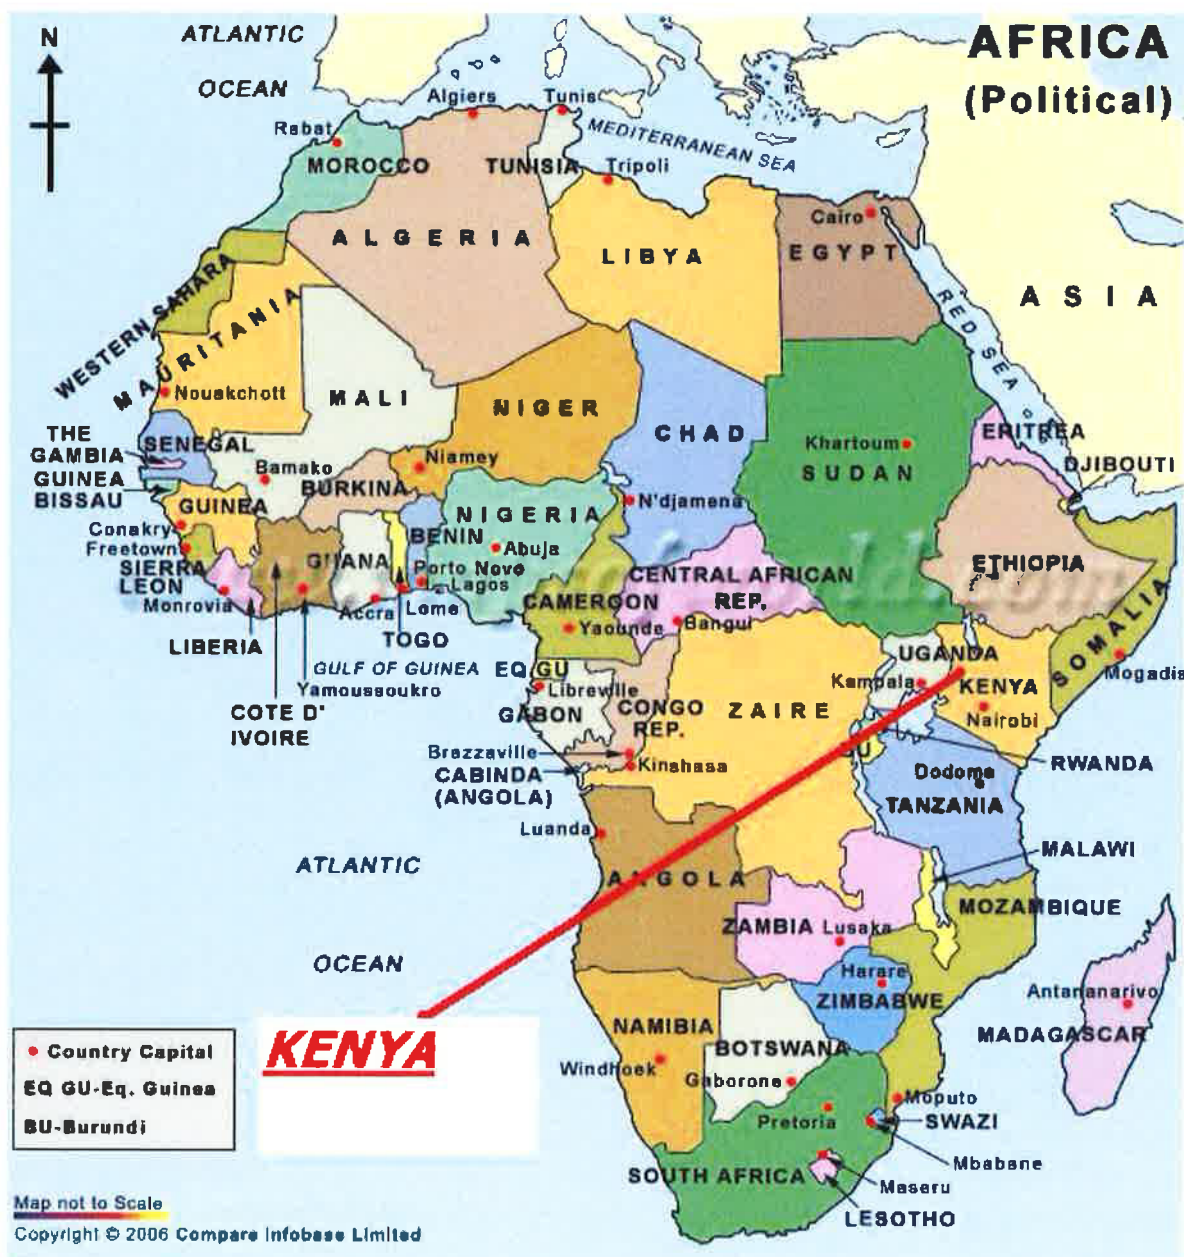 AFRICA
(Political)
N
ATLANTIC
OCEAN
Algiers
Tunis
Rabat
MEDITERRANEAN SEA
MOROCCO
TUNISIA
Tripoli
Cairo
ALGERIA
LIBYA
EGYPT
ASIA
RED SEA
WESTERN SAHARA
MAURITANIA
Nouakchott
MALI
NIGER
CHAD
Khartoum
SUDAN
ERITREA
DJIBOUTI
THE
GAMBIA
GUINEA
BISSAU
SENEGAL
Bamako
BURKINA
Niamey
N'djamena
GUINEA
NIGERIA
Abuja
Conakry
Freetown
SIERRA
LEON
Monrovia
LIBERIA
GHANA
BENIN
Porto Novo
Lagos
Accra
Lome
TOGO
GULF OF GUINEA
Yamoussoukro
COTE D'
IVOIRE
CENTRAL AFRICAN
REP.
Bangui
CAMEROON
Yaounde
ETHIOPIA
SOMALIA
Mogadis
EQ GU
Libreville
GABON
CONGO
REP.
ZAIRE
UGANDA
Kampala
KENYA
Nairobi
Brazzaville
Kinshasa
CABINDA
(ANGOLA)
RWANDA
Dodoma
TANZANIA
Luanda
ANGOLA
MALAWI
ATLANTIC
OCEAN
ZAMBIA
Lusaka
MOZAMBIQUE
Harare
ZIMBABWE
Antananarivo
MADAGASCAR
NAMIBIA
Windhoek
BOTSWANA
Gaborone
Pretoria
Moputo
SWAZI
Mbabane
SOUTH AFRICA
Maseru
LESOTHO
KENYA
Country Capital
EQ GU-Eq. Guinea
BU-Burundi
Map not to Scale
Copyright © 2006 Compare Infobase Limited